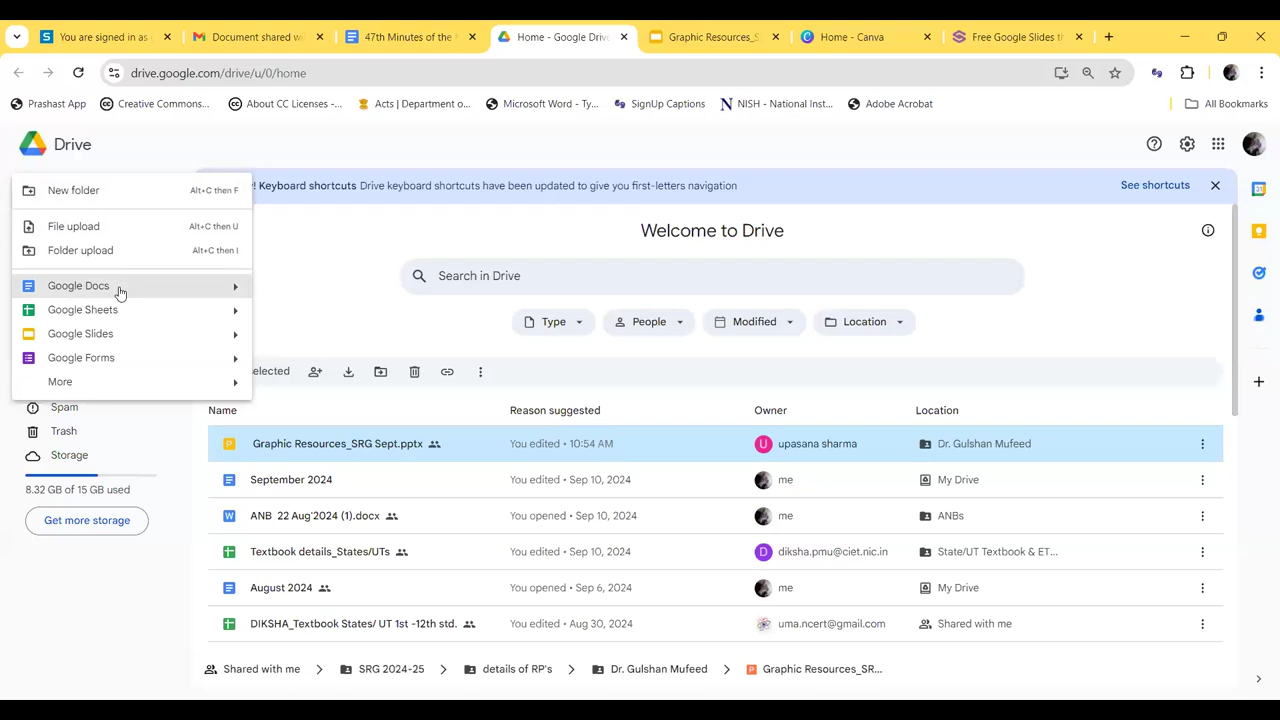 You are signed in as
Document shared wi
47th Minutes of the
Home - Google Drive
Graphic Resources_S
Home - Canva
Free Google Slides th
drive.google.com/drive/u/0/home
Prashast App
Creative Commons...
About CC Licenses -...
Acts | Department o...
Microsoft Word - Ty...
SignUp Captions
NISH - National Inst...
Adobe Acrobat
All Bookmarks
Drive
New folder Alt+C then F
! Keyboard shortcuts Drive keyboard shortcuts have been updated to give you first-letters navigation
See shortcuts
File upload Alt+C then U
Folder upload Alt+C then I
Google Docs
Google Sheets
Google Slides
Google Forms
More
Spam
Trash
Storage
8.32 GB of 15 GB used
Get more storage
Welcome to Drive
Search in Drive
Type People Modified Location
elected
Name Reason suggested Owner Location
Graphic Resources_SRG Sept.pptx You edited • 10:54 AM U upasana sharma Dr. Gulshan Mufeed
September 2024 You edited • Sep 10, 2024 me My Drive
ANB 22 Aug'2024 (1).docx You opened • Sep 10, 2024 me ANBs
Textbook details_States/UTs You edited • Sep 10, 2024 D diksha.pmu@ciet.nic.in State/UT Textbook & ET...
August 2024 You opened • Sep 6, 2024 me My Drive
DIKSHA_Textbook States/ UT 1st -12th std. You edited • Aug 30, 2024 uma.ncert@gmail.com Shared with me
Shared with me > SRG 2024-25 > details of RP's > Dr. Gulshan Mufeed > Graphic Resources_SR...